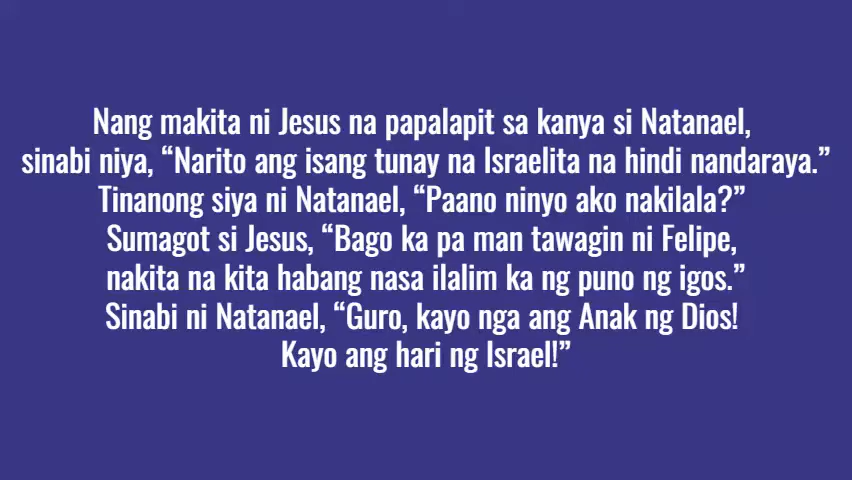 Nang makita ni Jesus na papalapit sa kanya si Natanael,
sinabi niya, “Narito ang isang tunay na Israelita na hindi nandaraya.”
Tinanong siya ni Natanael, “Paano ninyo ako nakilala?”
Sumagot si Jesus, “Bago ka pa man tawagin ni Felipe,
nakita na kita habang nasa ilalim ka ng puno ng igos.”
Sinabi ni Natanael, “Guro, kayo nga ang Anak ng Dios!
Kayo ang hari ng Israel!”